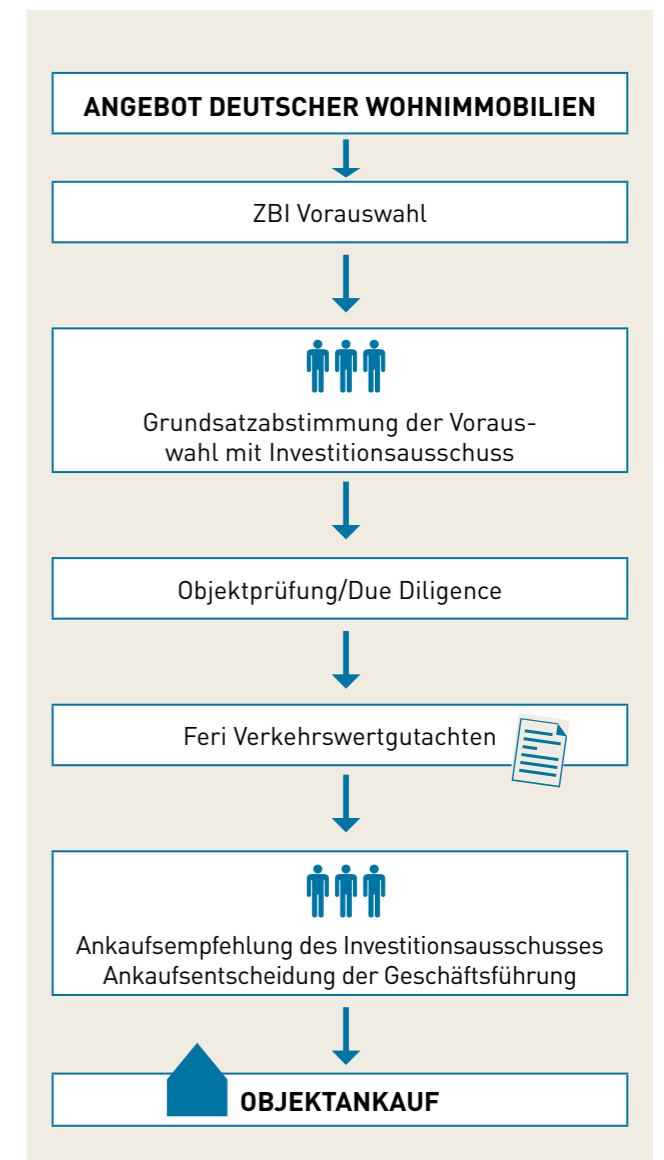 ANGEBOT DEUTSCHER WOHNIMMOBILIEN
ZBI Vorauswahl
Grundsatzabstimmung der Voraus-
wahl mit Investitionsausschuss
Objektprüfung/Due Diligence
Feri Verkehrswertgutachten
Ankaufsempfehlung des Investitionsausschusses
Ankaufsentscheidung der Geschäftsführung
OBJEKTANKAUF